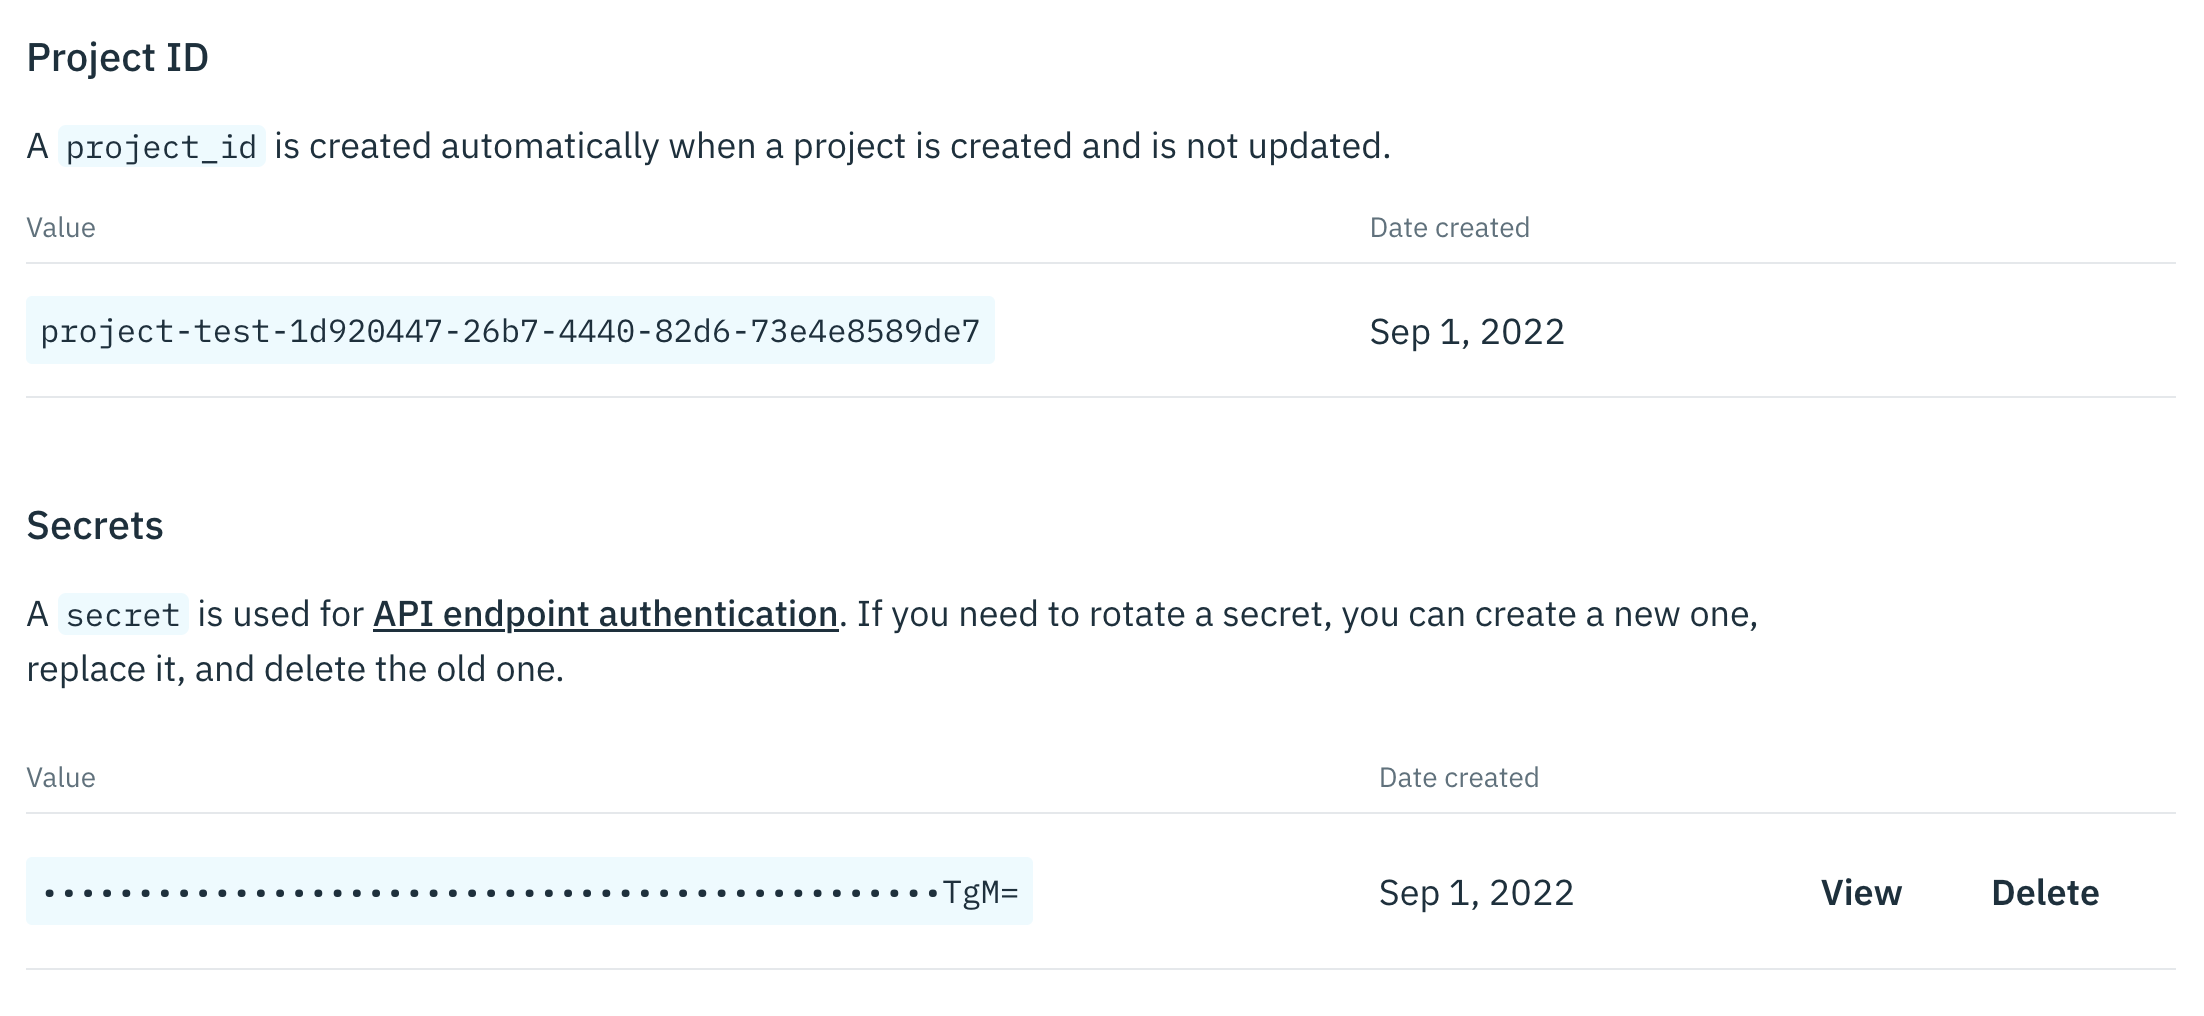 Project ID
A project_id is created automatically when a project is created and is not updated.
Value Date created
project-test-1d920447-26b7-4440-82d6-73e4e8589de7 Sep 1, 2022
Secrets
A secret is used for API endpoint authentication. If you need to rotate a secret, you can create a new one,
replace it, and delete the old one.
Value Date created
•••••••••••••••••••••••••••••••••••••••••••••••TgM= Sep 1, 2022 View Delete